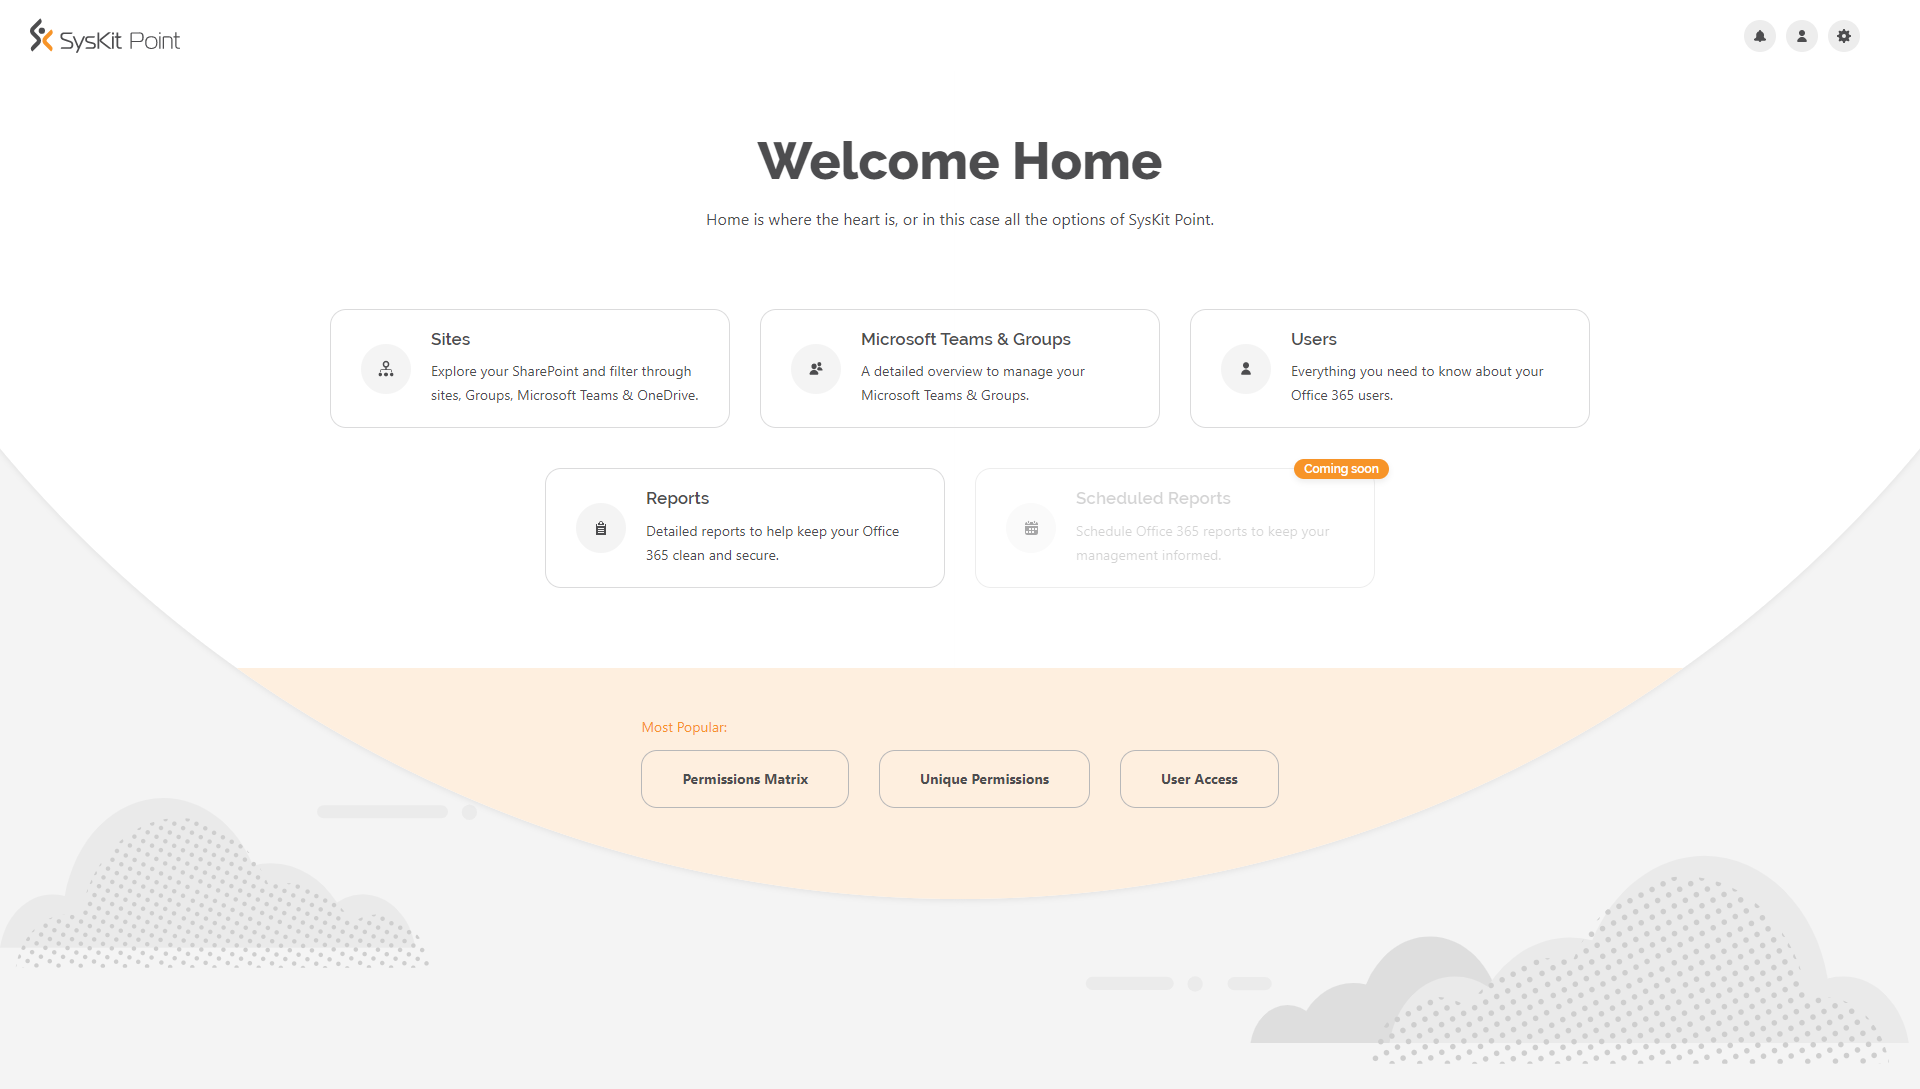 SysKit Point
Welcome Home
Home is where the heart is, or in this case all the options of SysKit Point.
Sites
Explore your SharePoint and filter through
sites, Groups, Microsoft Teams & OneDrive.
Microsoft Teams & Groups
A detailed overview to manage your
Microsoft Teams & Groups.
Users
Everything you need to know about your
Office 365 users.
Reports
Detailed reports to help keep your Office
365 clean and secure.
Coming soon
Scheduled Reports
Schedule Office 365 reports to keep your
management informed.
Most Popular:
Permissions Matrix
Unique Permissions
User Access